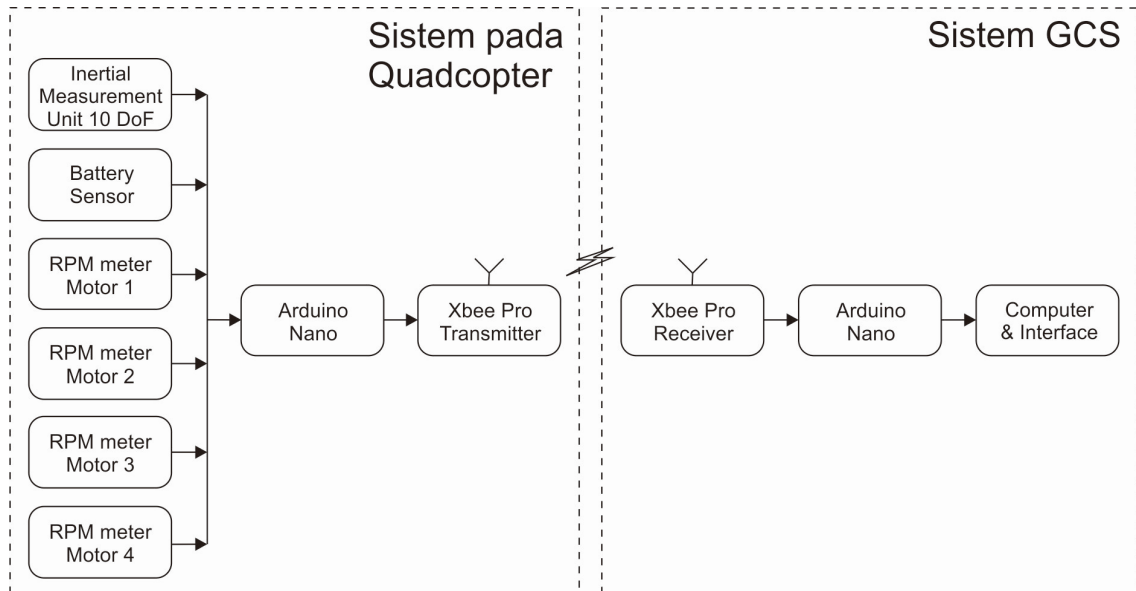 Sistem pada
Quadcopter
Sistem GCS
Inertial
Measurement
Unit 10 DoF
Battery
Sensor
RPM meter
Motor 1
RPM meter
Motor 2
RPM meter
Motor 3
RPM meter
Motor 4
Arduino
Nano
Xbee Pro
Transmitter
Xbee Pro
Receiver
Arduino
Nano
Computer
& Interface